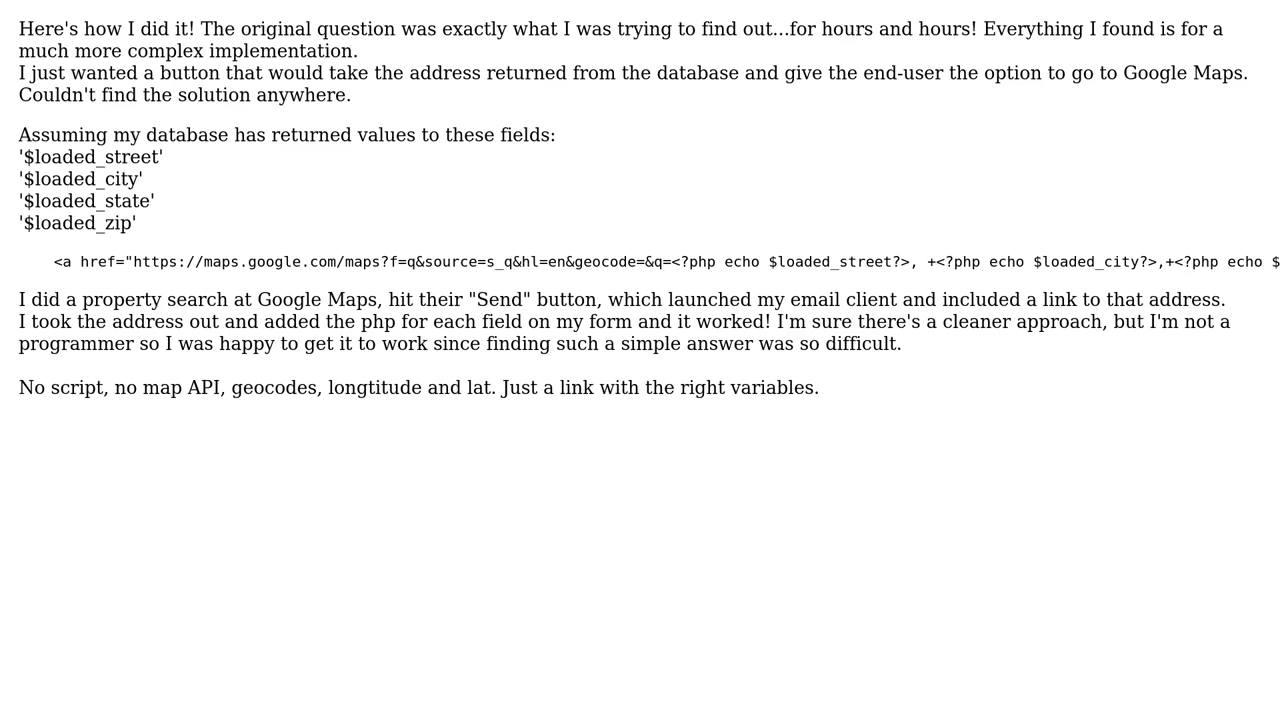 Here's how I did it! The original question was exactly what I was trying to find out...for hours and hours! Everything I found is for a
much more complex implementation.
I just wanted a button that would take the address returned from the database and give the end-user the option to go to Google Maps.
Couldn't find the solution anywhere.
Assuming my database has returned values to these fields:
'$loaded_street'
'$loaded_city'
'$loaded_state'
'$loaded_zip'
<a href="https://maps.google.com/maps?f=q&source=s_q&hl=en&geocode=&q=<?php echo $loaded_street?>, +<?php echo $loaded_city?>,+<?php echo $
I did a property search at Google Maps, hit their "Send" button, which launched my email client and included a link to that address.
I took the address out and added the php for each field on my form and it worked! I'm sure there's a cleaner approach, but I'm not a
programmer so I was happy to get it to work since finding such a simple answer was so difficult.
No script, no map API, geocodes, longtitude and lat. Just a link with the right variables.